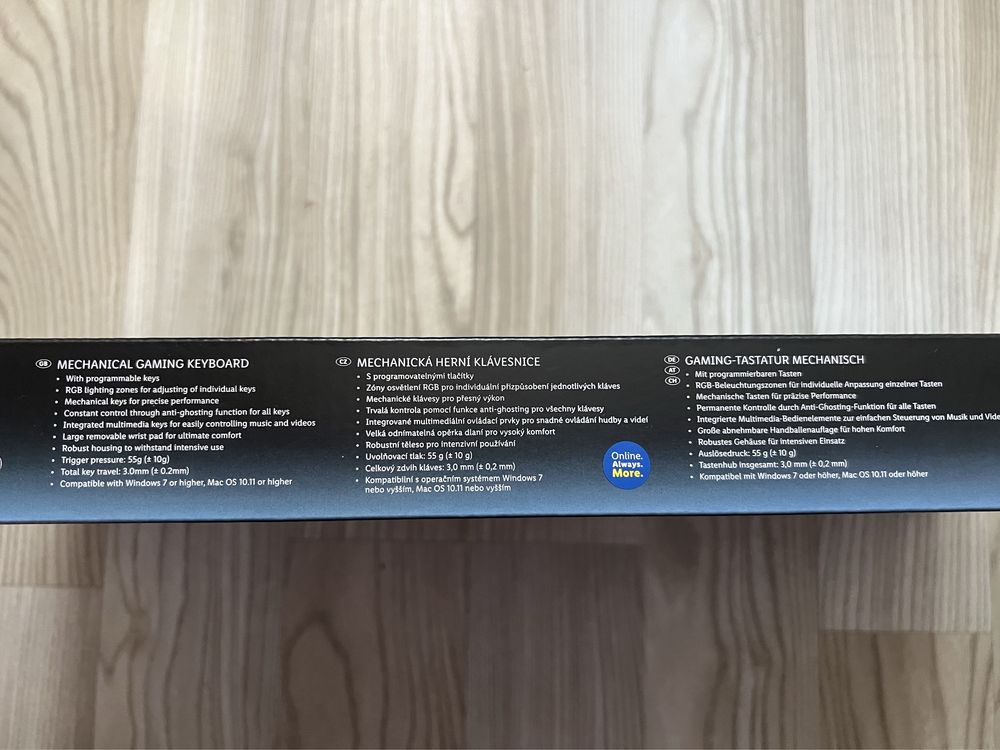 GB MECHANICAL GAMING KEYBOARD
• With programmable keys
• RGB lighting zones for adjusting of individual keys
• Mechanical keys for precise performance
• Constant control through anti-ghosting function for all keys
• Integrated multimedia keys for easily controlling music and videos
• Large removable wrist pad for ultimate comfort
• Robust housing to withstand intensive use
• Trigger pressure: 55g (± 10g)
• Total key travel: 3.0mm (± 0.2mm)
• Compatible with Windows 7 or higher, Mac OS 10.11 or higher
CZ MECHANICKÁ HERNÍ KLÁVESNICE
• S programovatelnými tlačítky
• Zóny osvětlení RGB pro individuální přizpůsobení jednotlivých kláves
• Mechanické klávesy pro přesný výkon
• Trvalá kontrola pomocí funkce anti-ghosting pro všechny klávesy
• Integrované multimediální ovládací prvky pro snadné ovládání hudby a videí
• Velká odnímatelná opěrka dlaní pro vysoký komfort
• Robustní těleso pro intenzivní používání
• Uvolňovací tlak: 55 g (± 10 g)
• Celkový zdvih kláves: 3,0 mm (± 0,2 mm)
• Kompatibilní s operačním systémem Windows 7
nebo vyšším, Mac OS 10.11 nebo vyšším
Online.
Always.
More.
DE AT CH GAMING-TASTATUR MECHANISCH
• Mit programmierbaren Tasten
• RGB-Beleuchtungszonen für individuelle Anpassung einzelner Tasten
• Mechanische Tasten für präzise Performance
• Permanente Kontrolle durch Anti-Ghosting-Funktion für alle Tasten
• Integrierte Multimedia-Bedienelemente zur einfachen Steuerung von Musik und Vide
• Große abnehmbare Handballenauflage für hohen Komfort
• Robustes Gehäuse für intensiven Einsatz
• Auslösedruck: 55 g (± 10 g)
• Tastenhub insgesamt: 3,0 mm (± 0,2 mm)
• Kompatibel mit Windows 7 oder höher, Mac OS 10.11 oder höher